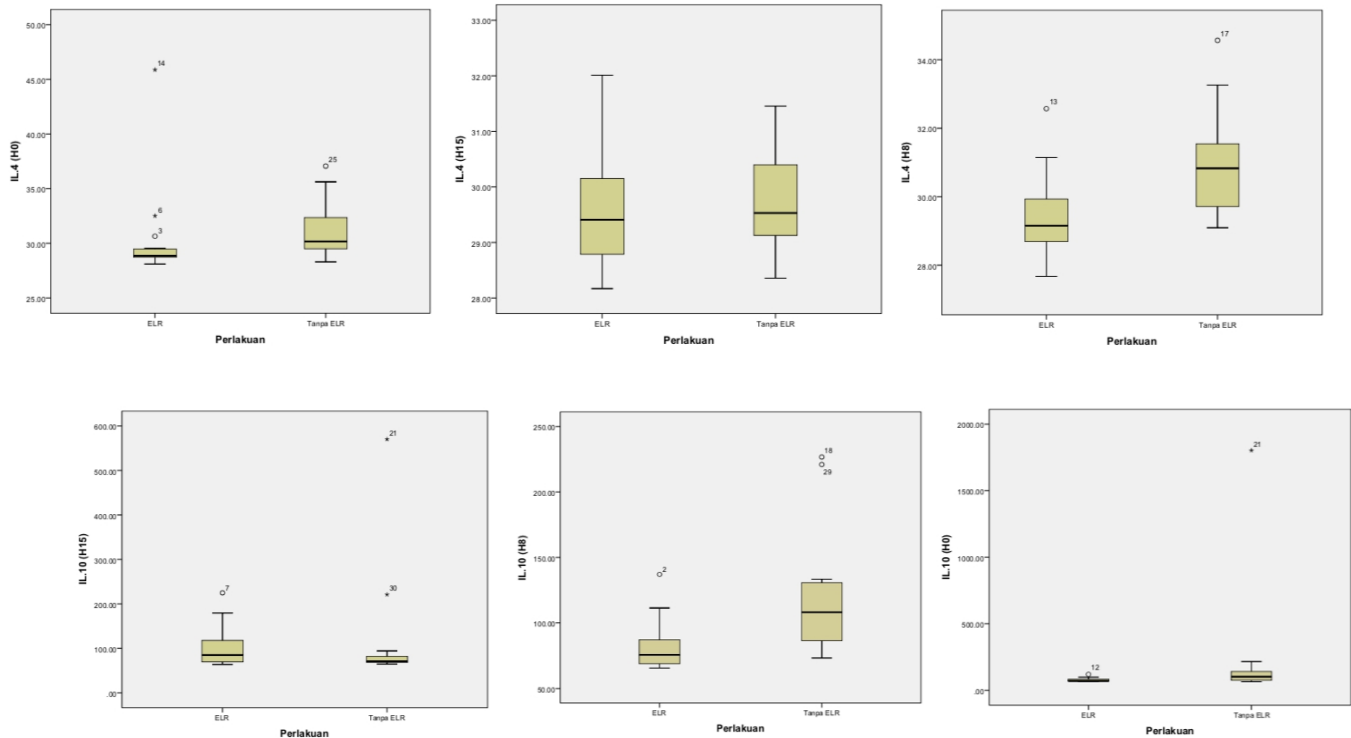 50.00
45.00
40.00
35.00
30.00
25.00
IL.4 (H0)
14
6
3
25
ELR
Tanpa ELR
Perlakuan
33.00
32.00
31.00
30.00
29.00
28.00
IL.4 (H15)
ELR
Tanpa ELR
Perlakuan
34.00
32.00
30.00
28.00
IL.4 (H8)
13
17
ELR
Tanpa ELR
Perlakuan
600.00
500.00
400.00
300.00
200.00
100.00
.00
IL.10 (H15)
7
21
30
ELR
Tanpa ELR
Perlakuan
250.00
200.00
150.00
100.00
50.00
IL.10 (H8)
2
18
29
ELR
Tanpa ELR
Perlakuan
2000.00
1500.00
1000.00
500.00
.00
IL.10 (H0)
12
21
ELR
Tanpa ELR
Perlakuan